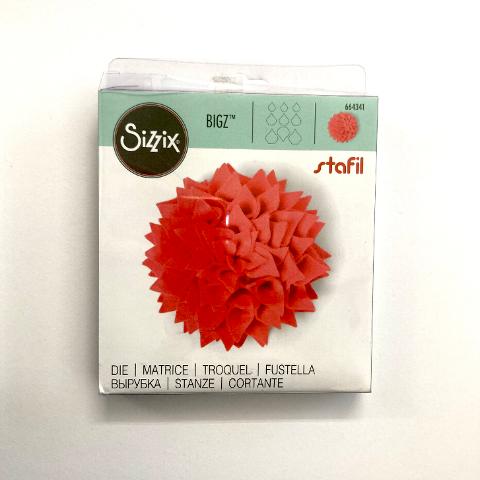 BIGZ™
664341
Sizzix
stafil
DIE | MATRICE | TROQUEL | FUSTELLA
ВЫРУБКА | STANZE | CORTANTE